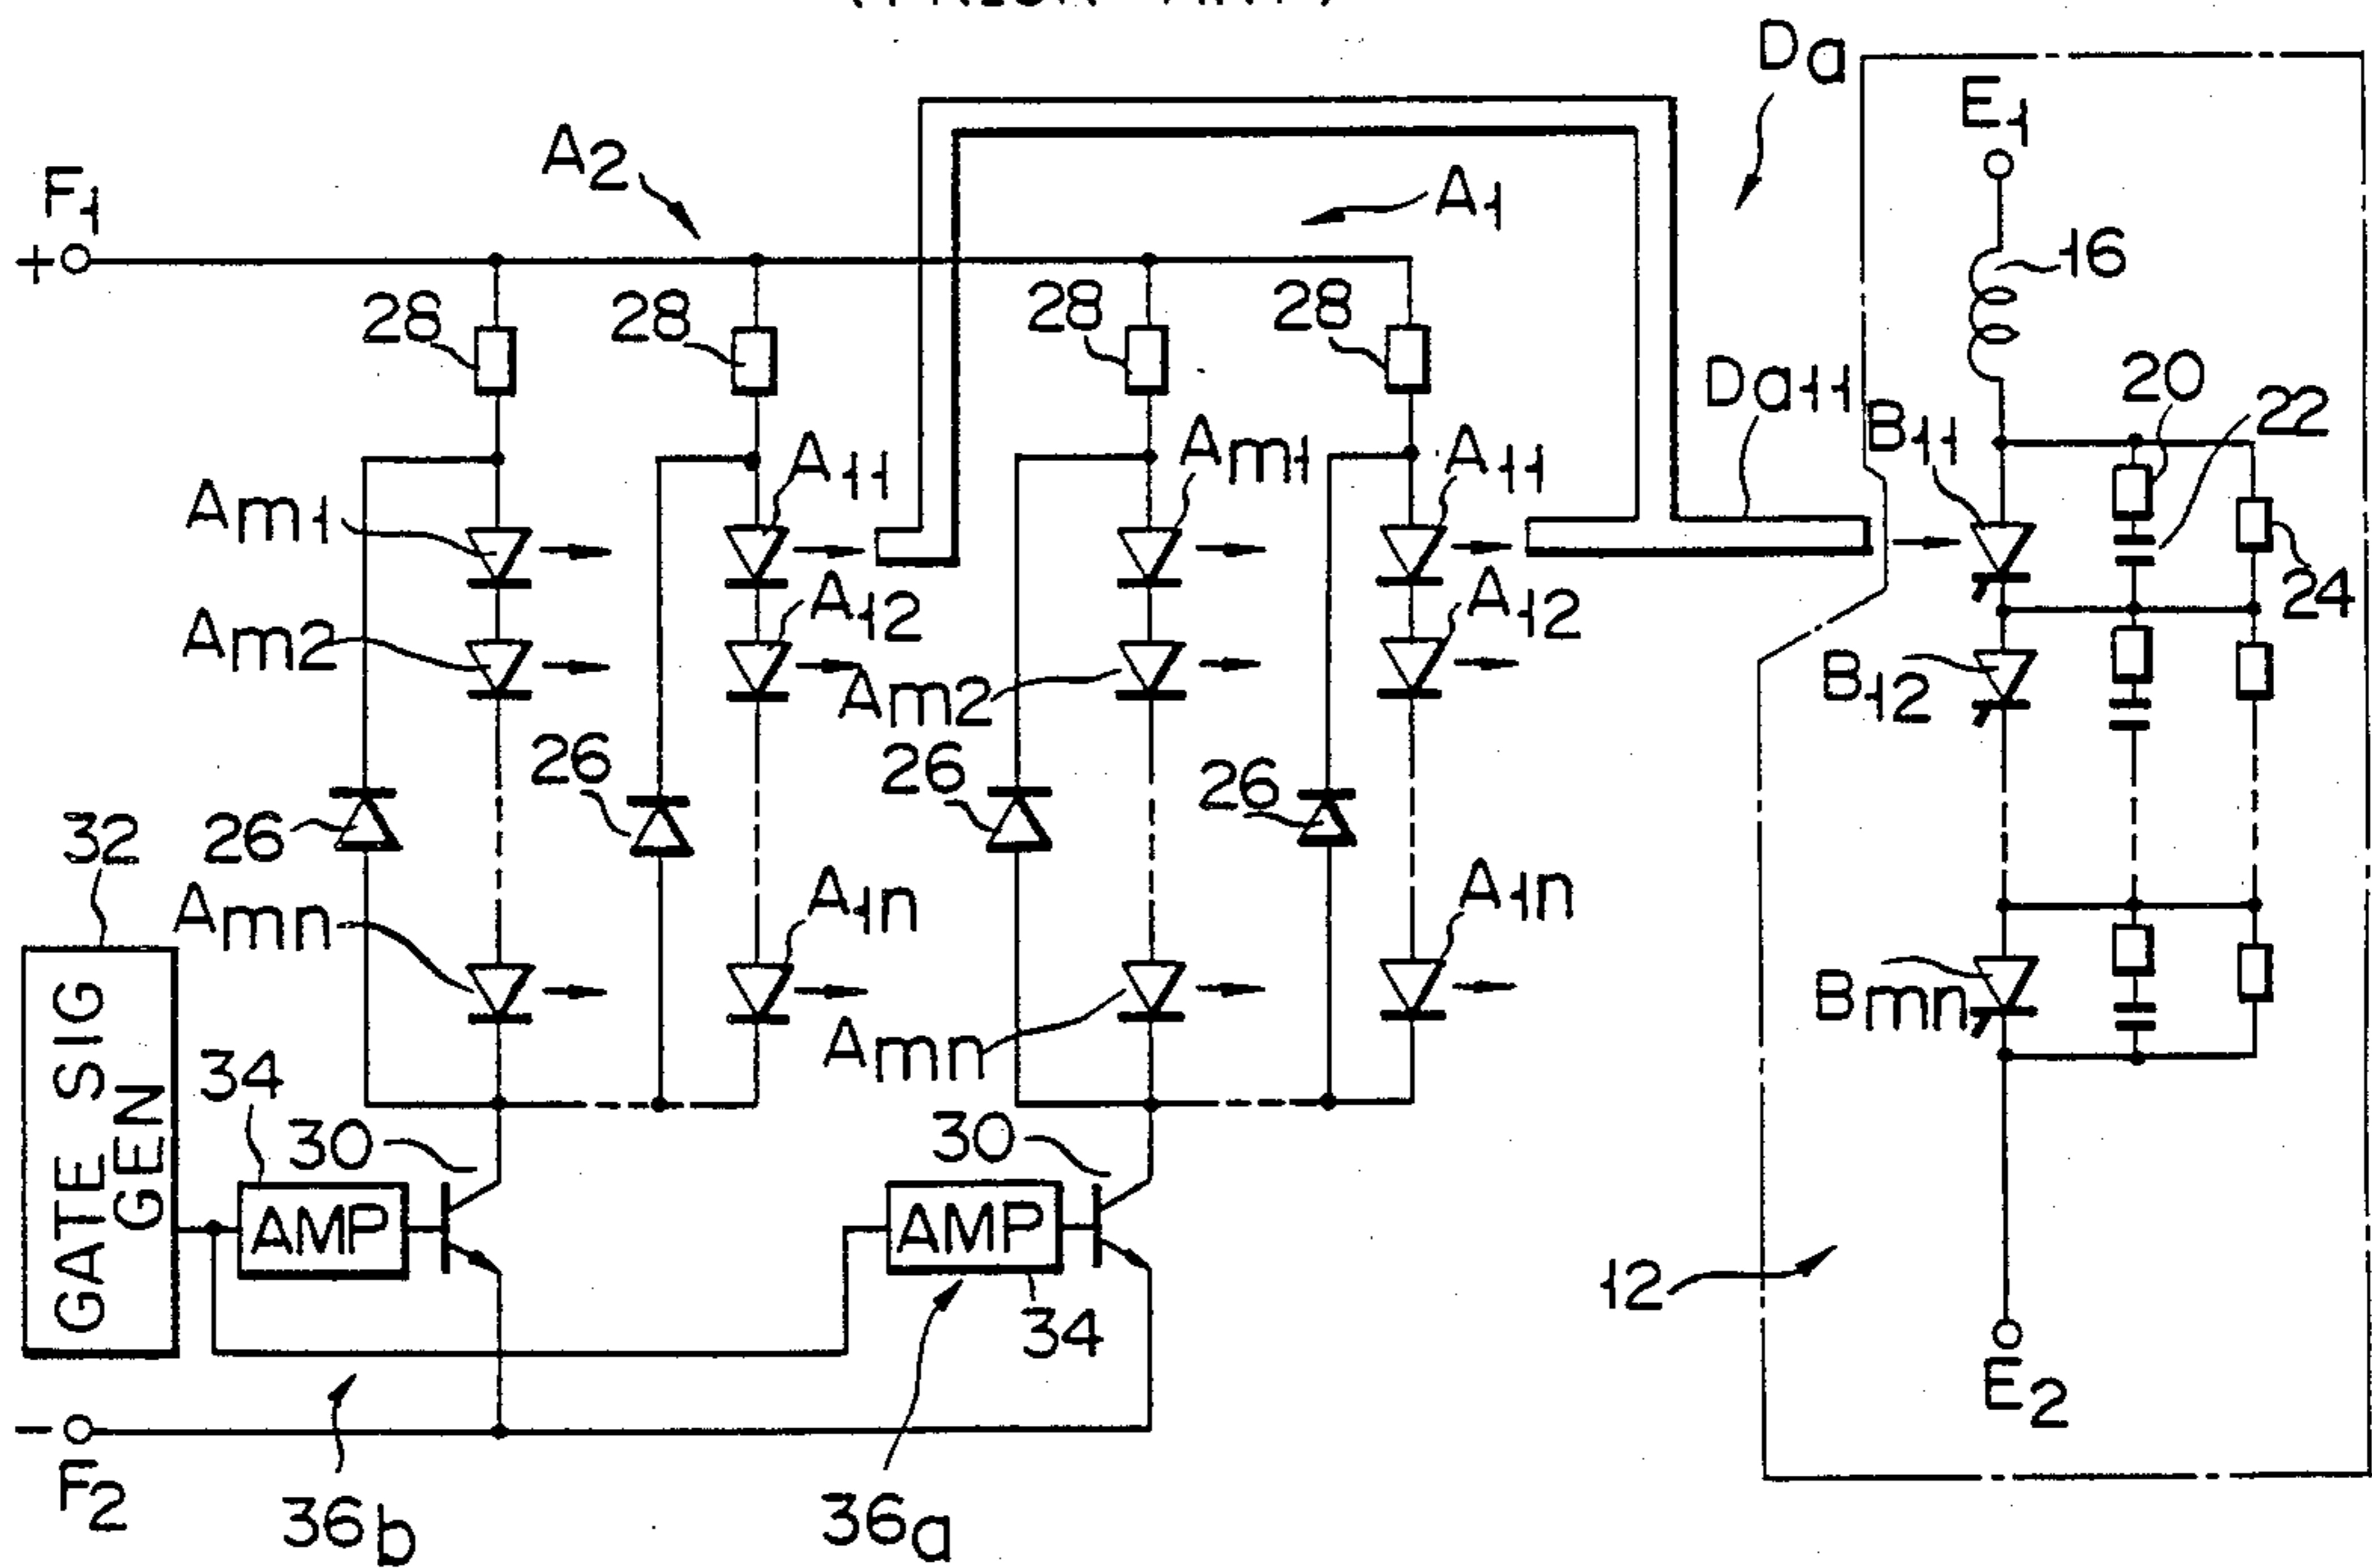 (PRIOR ART)
Da
E1
A2
A1
F1
+
16
28
28
28
28
20
22
Da11
B11
Am1
A11
Am1
A11
24
Am2
A12
Am2
A12
B12
26
26
26
26
32
Amn
A1n
Amn
A1n
Bmn
GATE SIG GEN
34
30
30
AMP
AMP
34
12
E2
-
F2
36b
36a